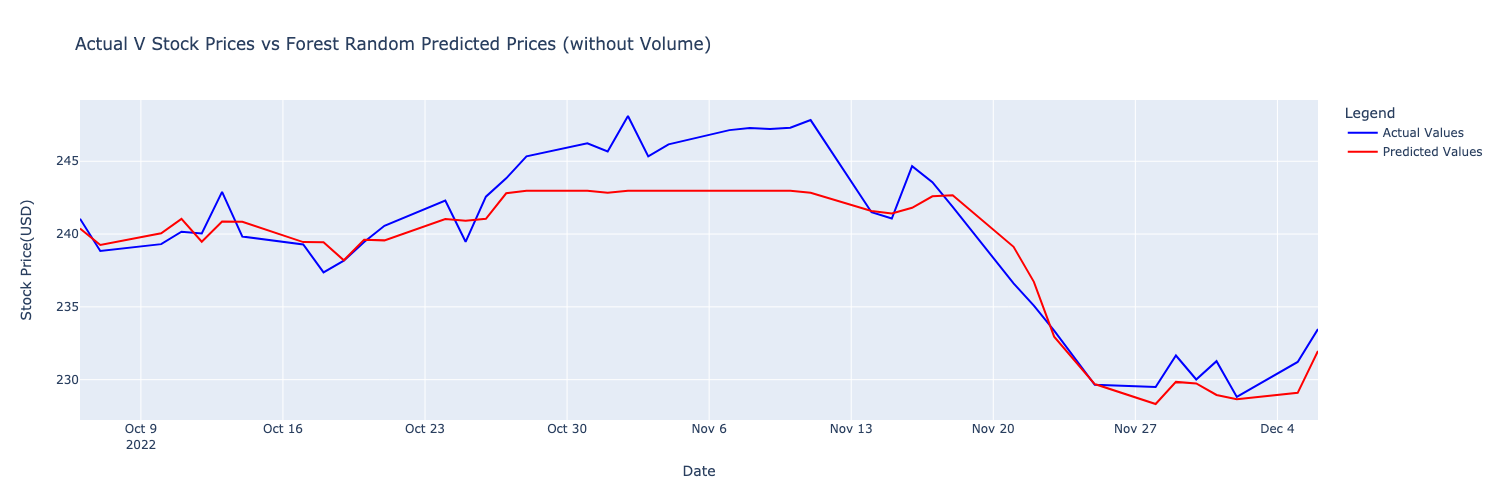 Actual V Stock Prices vs Forest Random Predicted Prices (without Volume)
Legend
Actual Values
Predicted Values
Stock Price(USD)
245
240
235
230
Oct 9
2022
Oct 16
Oct 23
Oct 30
Nov 6
Nov 13
Nov 20
Nov 27
Dec 4
Date